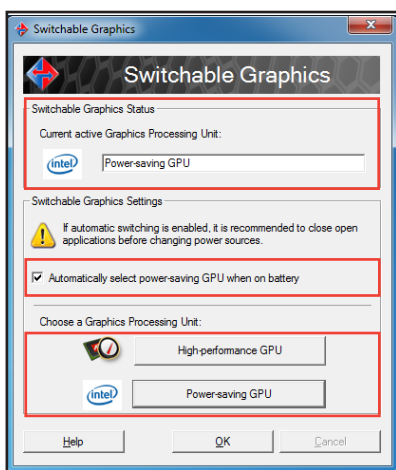 Switchable Graphics
Switchable Graphics
Switchable Graphics Status
Current active Graphics Processing Unit:
intel
Power-saving GPU
Switchable Graphics Settings
If automatic switching is enabled, it is recommended to close open
applications before changing power sources.
Automatically select power-saving GPU when on battery
Choose a Graphics Processing Unit:
High-performance GPU
intel
Power-saving GPU
Help OK Cancel